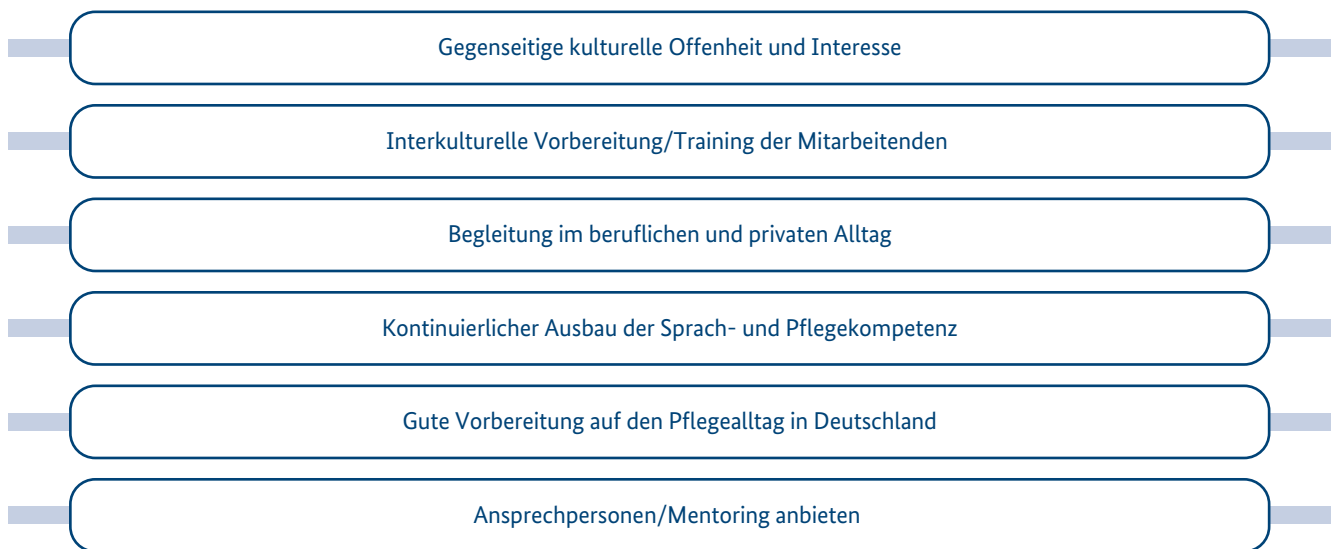 Gegenseitige kulturelle Offenheit und Interesse
Interkulturelle Vorbereitung/Training der Mitarbeitenden
Begleitung im beruflichen und privaten Alltag
Kontinuierlicher Ausbau der Sprach- und Pflegekompetenz
Gute Vorbereitung auf den Pflegealltag in Deutschland
Ansprechpersonen/Mentoring anbieten